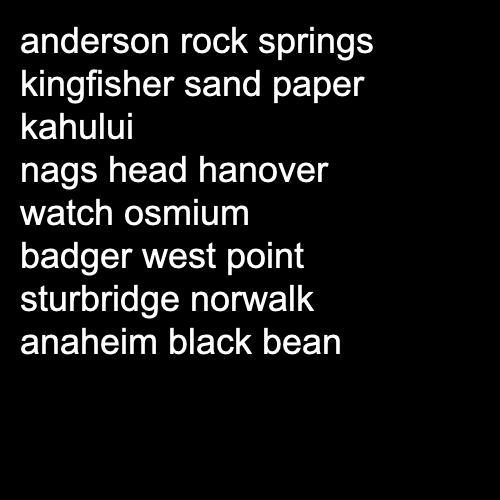 anderson rock springs
kingfisher sand paper
kahului
nags head hanover
watch osmium
badger west point
sturbridge norwalk
anaheim black bean